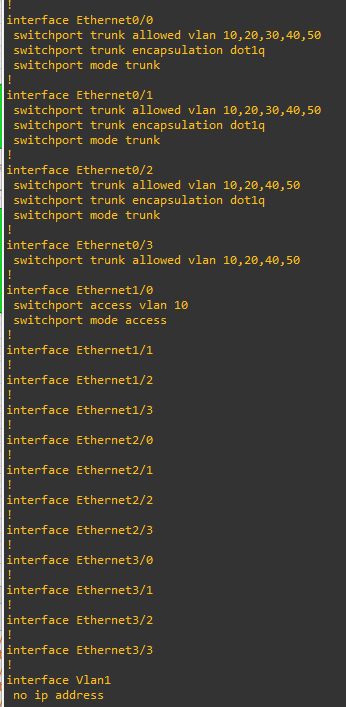 !
interface Ethernet0/0
 switchport trunk allowed vlan 10,20,30,40,50
 switchport trunk encapsulation dot1q
 switchport mode trunk
!
interface Ethernet0/1
 switchport trunk allowed vlan 10,20,30,40,50
 switchport trunk encapsulation dot1q
 switchport mode trunk
!
interface Ethernet0/2
 switchport trunk allowed vlan 10,20,40,50
 switchport trunk encapsulation dot1q
 switchport mode trunk
!
interface Ethernet0/3
 switchport trunk allowed vlan 10,20,40,50
!
interface Ethernet1/0
 switchport access vlan 10
 switchport mode access
!
interface Ethernet1/1
!
interface Ethernet1/2
!
interface Ethernet1/3
!
interface Ethernet2/0
!
interface Ethernet2/1
!
interface Ethernet2/2
!
interface Ethernet2/3
!
interface Ethernet3/0
!
interface Ethernet3/1
!
interface Ethernet3/2
!
interface Ethernet3/3
!
interface Vlan1
 no ip address